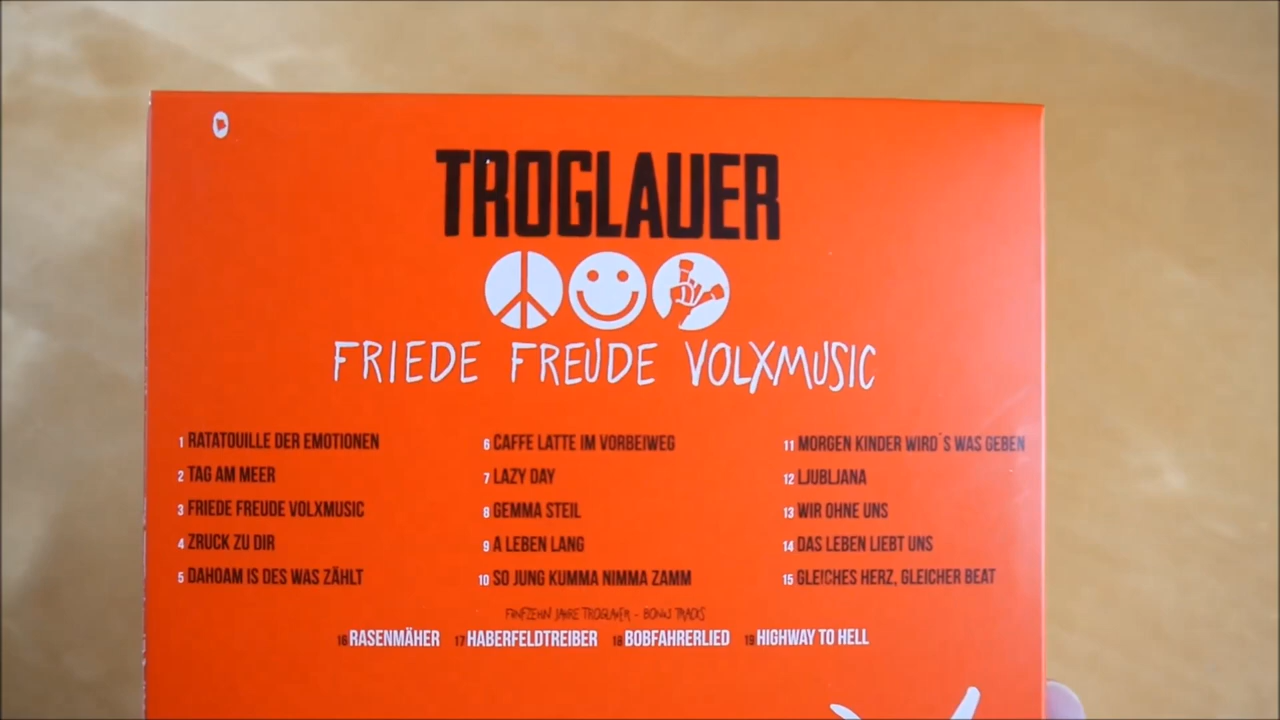 TROGLAUER
FRIEDE FREUDE VOLXMUSIC
1 RATATOUILLE DER EMOTIONEN
2 TAG AM MEER
3 FRIEDE FREUDE VOLXMUSIC
4 ZRUCK ZU DIR
5 DAHOAM IS DES WAS ZÄHLT
6 CAFFE LATTE IM VORBEIWEG
7 LAZY DAY
8 GEMMA STEIL
9 A LEBEN LANG
10 SO JUNG KUMMA NIMMA ZAMM
11 MORGEN KINDER WIRD´S WAS GEBEN
12 LJUBLJANA
13 WIR OHNE UNS
14 DAS LEBEN LIEBT UNS
15 GLEICHES HERZ, GLEICHER BEAT
FÜNFZEHN JAHRE TROGLAUER - BONUS TRACKS
16 RASENMÄHER 17 HABERFELDTREIBER 18 BOBFAHRERLIED 19 HIGHWAY TO HELL